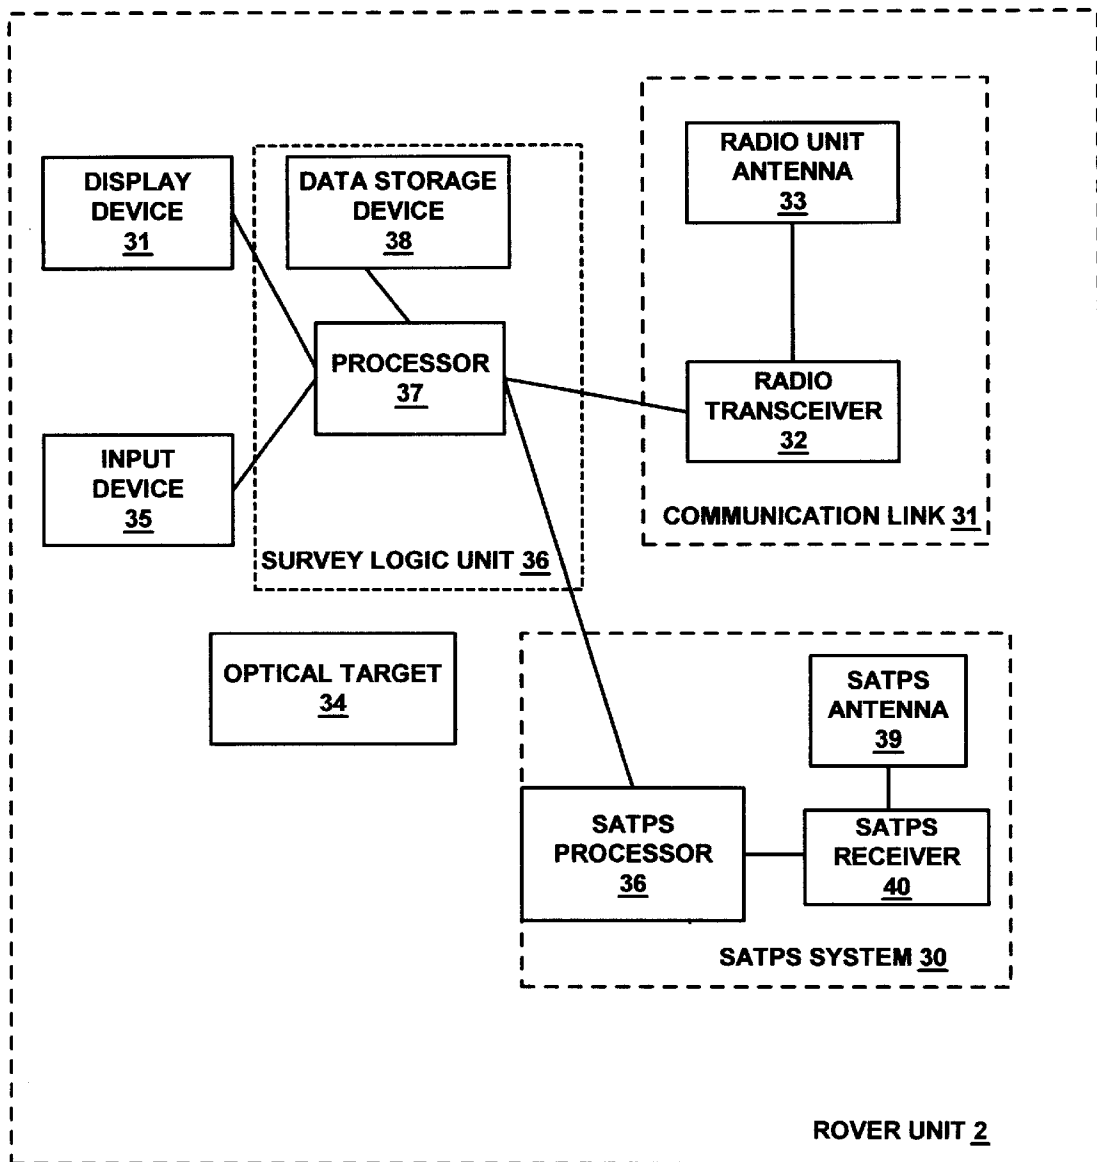 DISPLAY
DEVICE
31
DATA STORAGE
DEVICE
38
RADIO UNIT
ANTENNA
33
PROCESSOR
37
RADIO
TRANSCEIVER
32
INPUT
DEVICE
35
COMMUNICATION LINK 31
SURVEY LOGIC UNIT 36
OPTICAL TARGET
34
SATPS
ANTENNA
39
SATPS
PROCESSOR
36
SATPS
RECEIVER
40
SATPS SYSTEM 30
ROVER UNIT 2